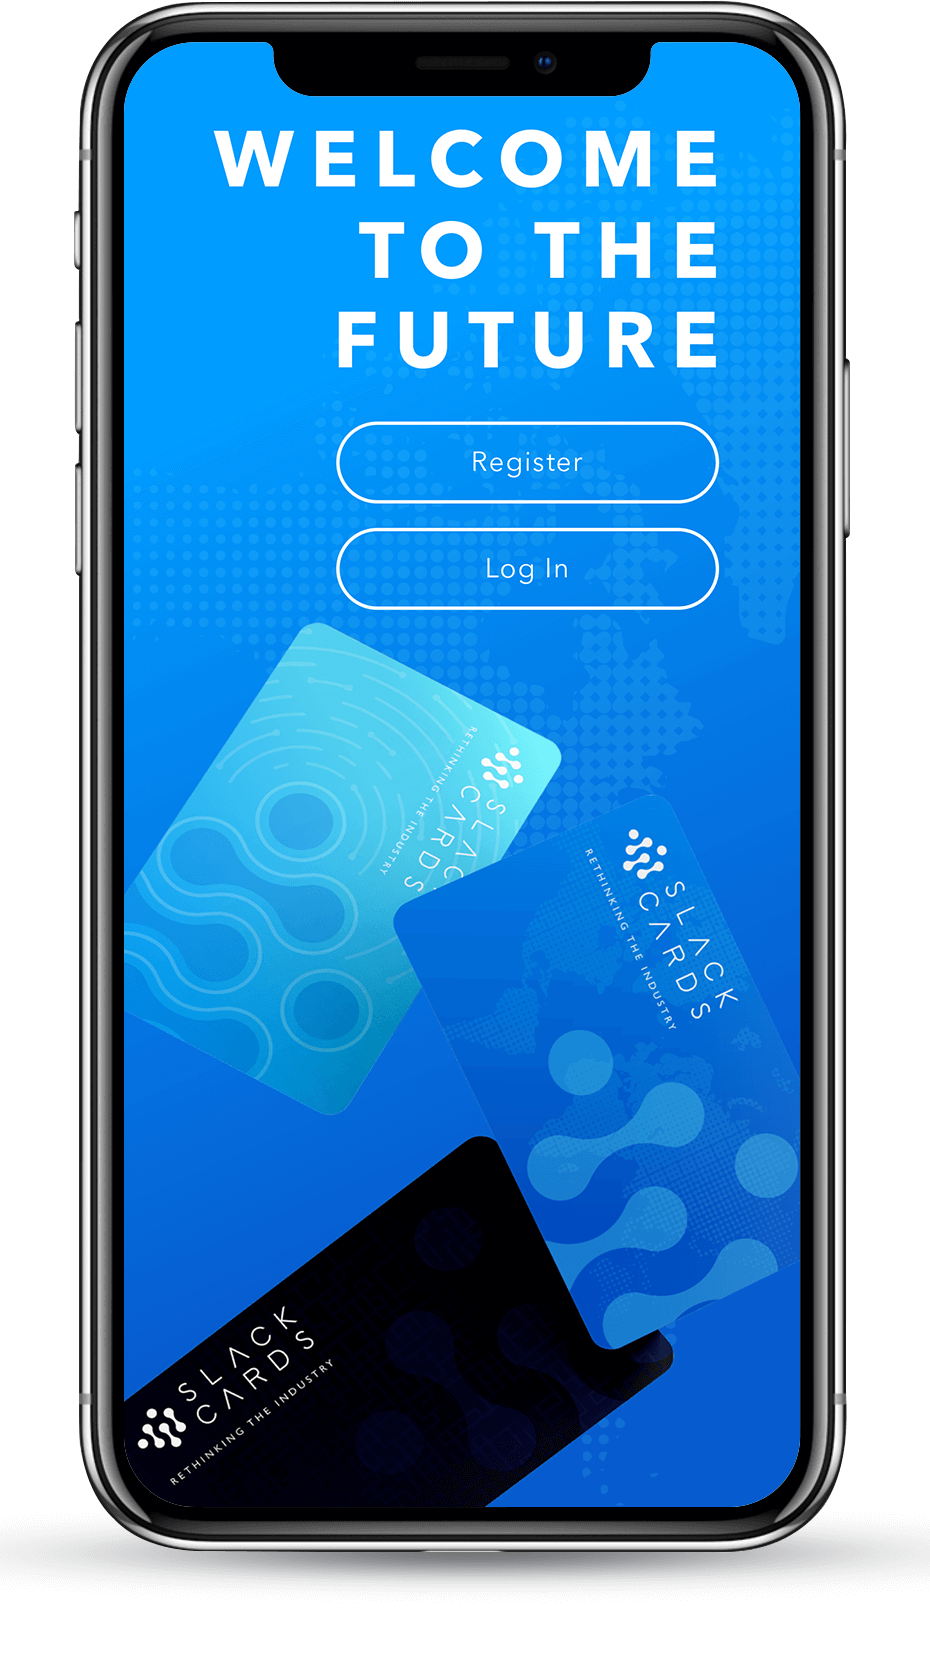 WELCOME
TO THE
FUTURE
Register
Log In
RETHINKING THE INDUSTRY
SLACK
CARDS
SLACK
CARDS
RETHINKING THE INDUSTRY
SLACK
CARDS
RETHINKING THE INDUSTRY